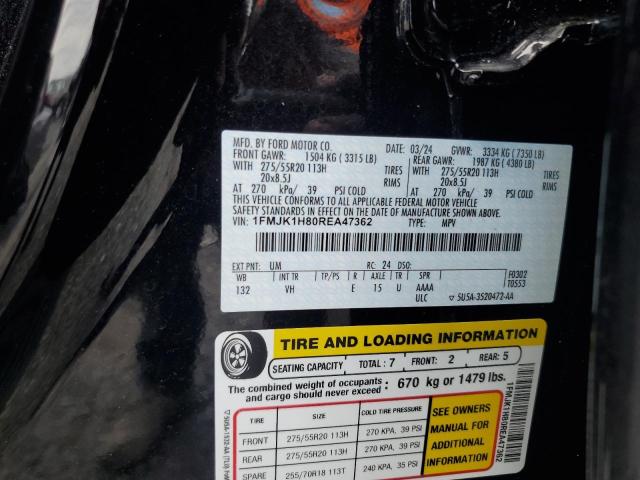 MFD. BY FORD MOTOR CO. 03/24 GVWR: 3334 KG ( 7350 LB)
FRONT GAWR: 1504 KG ( 3315 LB) REAR GAWR: 1987 KG ( 4380 LB)
WITH 275/55R20 113H TIRES WITH 275/55R20 113H TIRES
20x8.5J RIMS 20x8.5J RIMS
AT 270 kPa/ 39 PSI COLD AT 270 kPa/ 39 PSI COLD
THIS VEHICLE CONFORMS TO ALL APPLICABLE FEDERAL MOTOR VEHICLE
SAFETY STANDARDS IN EFFECT ON THE DATE OF MANUFACTURE SHOWN ABOVE.
VIN: 1FMJK1H80REA47362 TYPE: MPV
EXT PNT: UM RC: 24 DSO:
WB INT TR TP/PS R AXLE TR SPR F0302
132 VH E 15 U AAAA T0553
ULC ▽ 5U5A-3520472-AA
TIRE AND LOADING INFORMATION
SEATING CAPACITY TOTAL : 7 FRONT: 2 REAR: 5
The combined weight of occupants
and cargo should never exceed: 670 kg or 1479 lbs.
TIRE SIZE COLD TIRE PRESSURE
FRONT 275/55R20 113H 270 KPA, 39 PSI
REAR 275/55R20 113H 270 KPA, 39 PSI
SPARE 255/70R18 113T 240 KPA, 35 PSI
SEE OWNERS
MANUAL FOR
ADDITIONAL
INFORMATION
1FMJK1H80REA47362